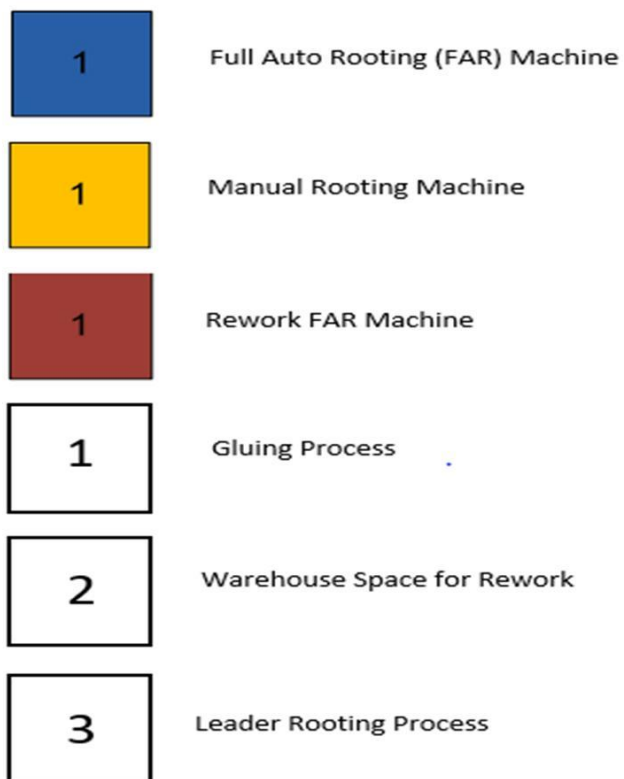 1 Full Auto Rooting (FAR) Machine
1 Manual Rooting Machine
1 Rework FAR Machine
1 Gluing Process
2 Warehouse Space for Rework
3 Leader Rooting Process